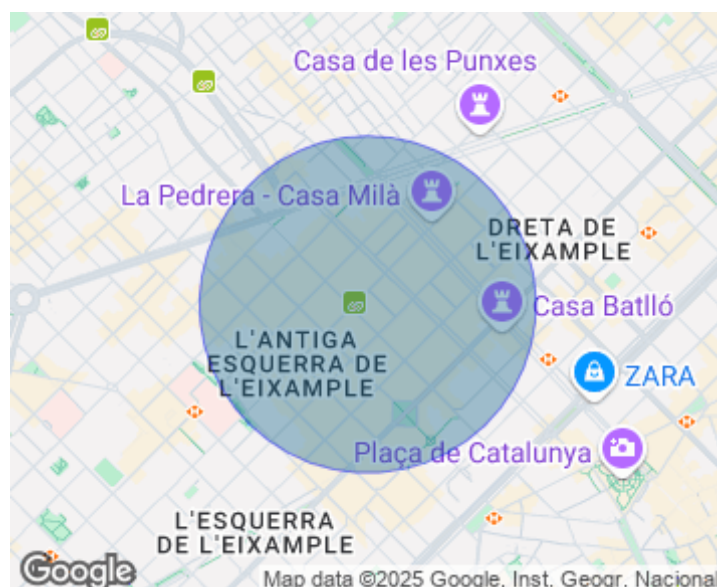 Casa de les Punxes
La Pedrera - Casa Milà
DRETA DE
L'EIXAMPLE
Casa Batlló
L'ANTIGA
ESQUERRA DE
L'EIXAMPLE
ZARA
Plaça de Catalunya
L'ESQUERRA
DE L'EIXAMPLE
Google
Map data ©2025 Google, Inst. Geogr. Nacional